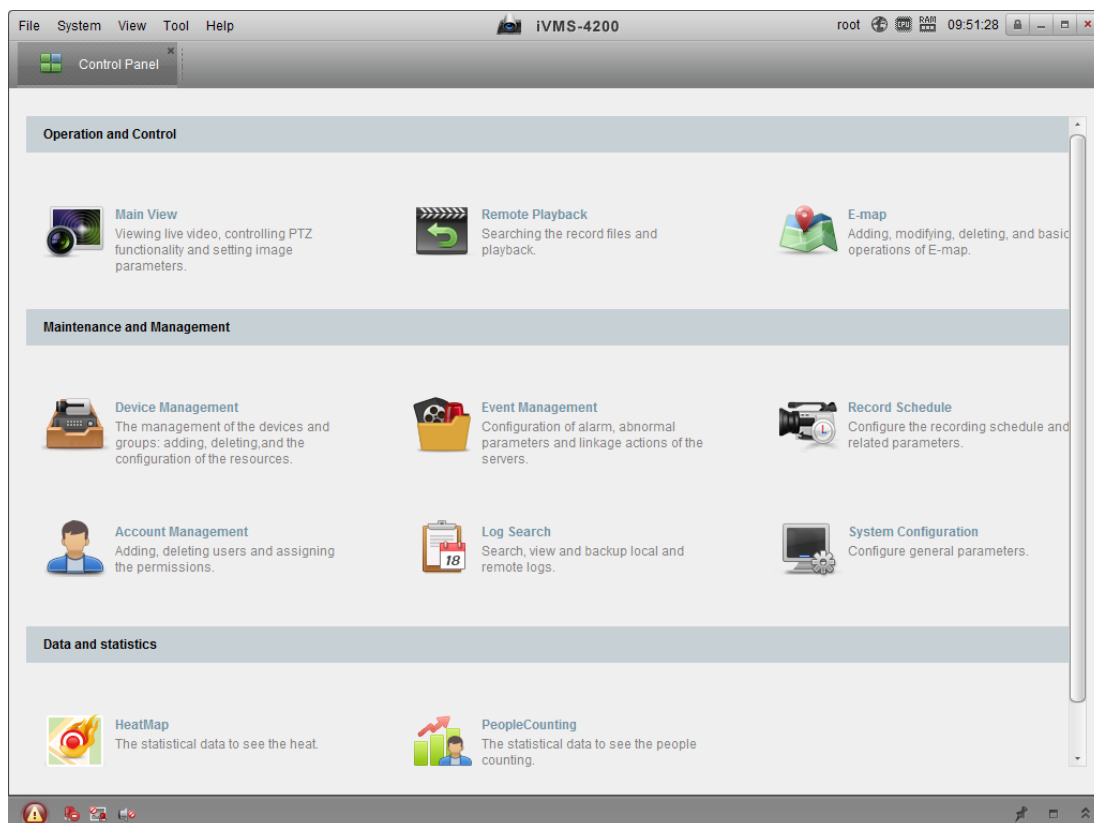 File System View Tool Help iVMS-4200 root CPU RAM 09:51:28
Control Panel
Operation and Control
Main View
Viewing live video, controlling PTZ
functionality and setting image
parameters.
Remote Playback
Searching the record files and
playback.
E-map
Adding, modifying, deleting, and basic
operations of E-map.
Maintenance and Management
Device Management
The management of the devices and
groups: adding, deleting,and the
configuration of the resources.
Event Management
Configuration of alarm, abnormal
parameters and linkage actions of the
servers.
Record Schedule
Configure the recording schedule and
related parameters.
Account Management
Adding, deleting users and assigning
the permissions.
Log Search
Search, view and backup local and
remote logs.
18
System Configuration
Configure general parameters.
Data and statistics
HeatMap
The statistical data to see the heat.
PeopleCounting
The statistical data to see the people
counting.